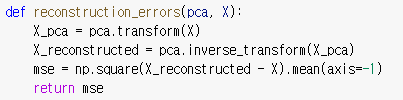 def reconstruction_errors(pca, X):
    X_pca = pca.transform(X)
    X_reconstructed = pca.inverse_transform(X_pca)
    mse = np.square(X_reconstructed - X).mean(axis=-1)
    return mse